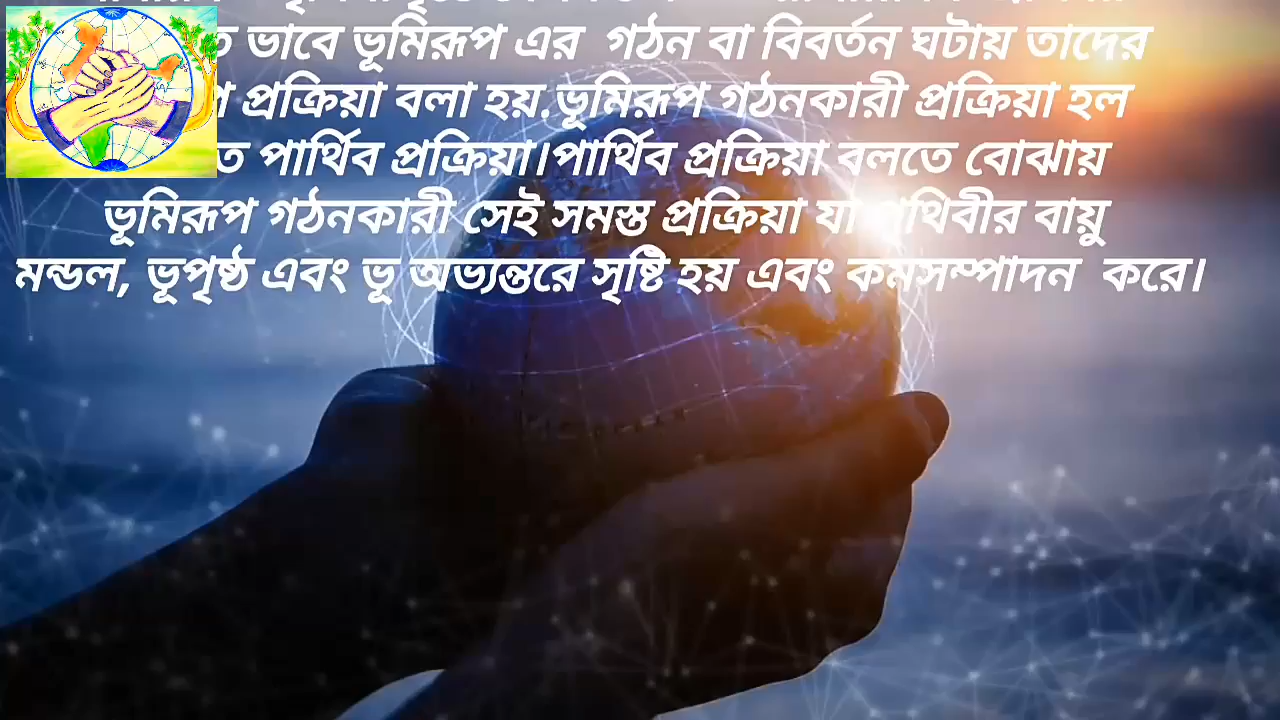 ভাবে ভূমিরূপ এর গঠন বা বিবর্তন ঘটায় তাদের
প্রক্রিয়া বলা হয়.ভূমিরূপ গঠনকারী প্রক্রিয়া হল
পার্থিব প্রক্রিয়া।পার্থিব প্রক্রিয়া বলতে বোঝায়
ভূমিরূপ গঠনকারী সেই সমস্ত প্রক্রিয়া যা পৃথিবীর বায়ু
মন্ডল, ভূপৃষ্ঠ এবং ভূ অভ্যন্তরে সৃষ্টি হয় এবং কর্মসম্পাদন করে।